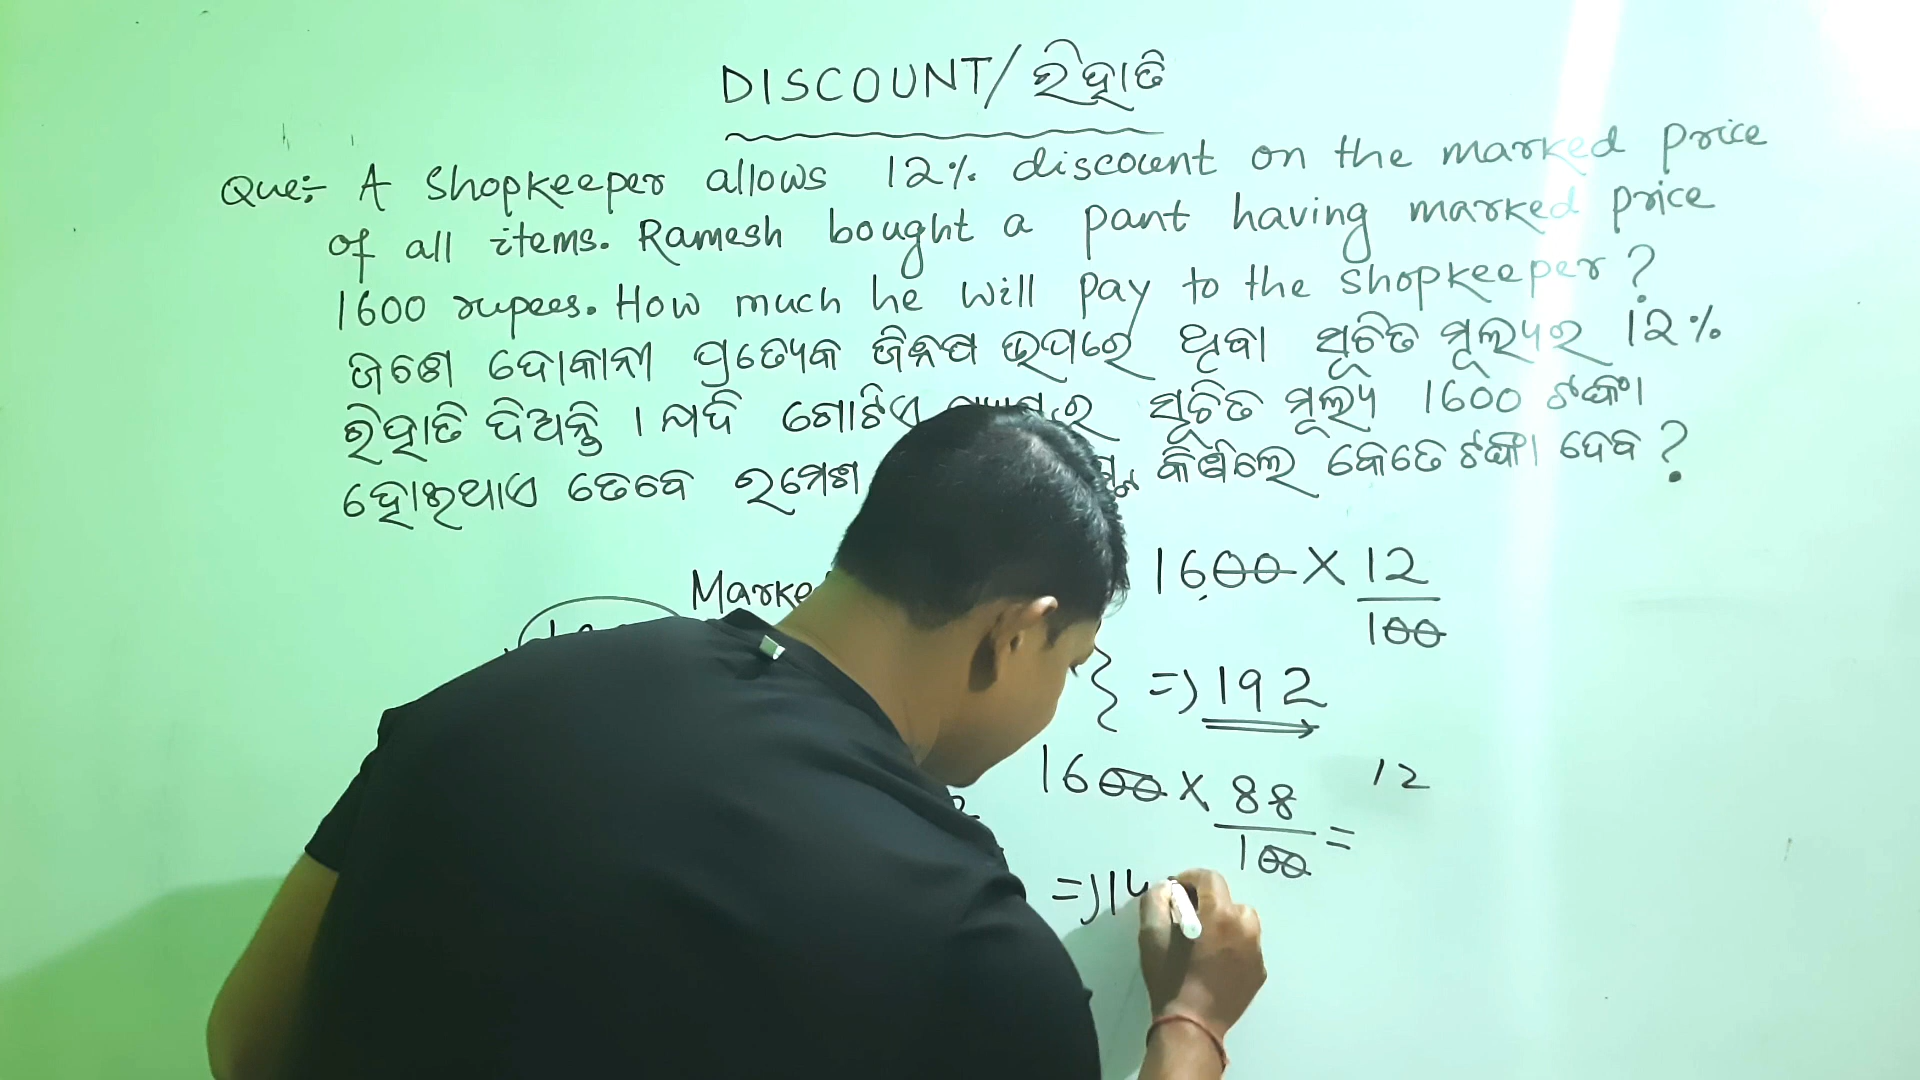 DISCOUNT/ରିହାତି
Que:- A Shopkeeper allows 12% discount on the marked price
of all items. Ramesh bought a pant having marked price
1600 rupees. How much he will pay to the shopkeeper?
ଜଣେ ଦୋକାନୀ ପ୍ରତ୍ୟେକ ଜିନିଷ ଉପରେ ଥିବା ସୂଚିତ ମୂଲ୍ୟର 12%
ରିହାତି ଦିଅନ୍ତି । ଯଦି ଗୋଟିଏ ସୂଚିତ ମୂଲ୍ୟ 1600 ଟଙ୍କା
ହୋଇଥାଏ ତେବେ ରମେଶ କିଣିଲେ କେତେ ଟଙ୍କା ଦେବ ?
1600 X 12
100
Marke
=) 192
1600 x 88
100 =
12
=) 14